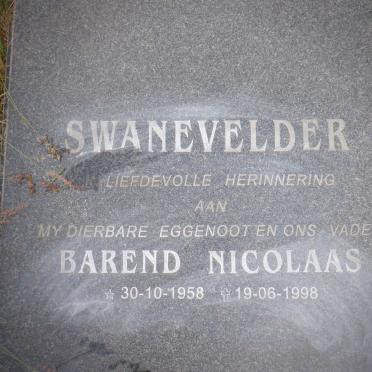 SWANEVELDER
LIEFDEVOLLE HERINNERING
AAN
MY DIERBARE EGGENOOT EN ONS VADE
BAREND NICOLAAS
☆ 30-10-1958 ✞ 19-06-1998